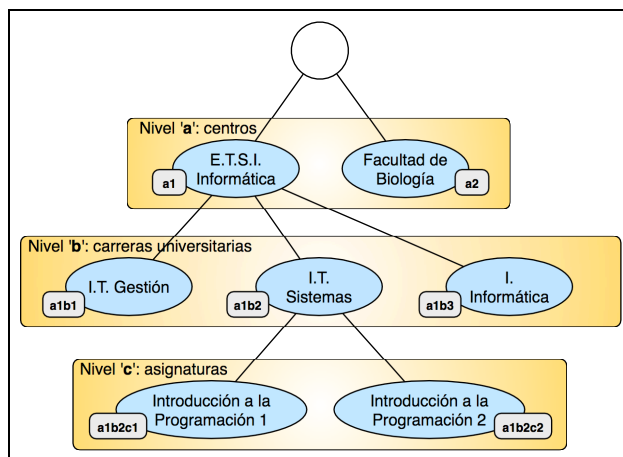 Nivel 'a': centros
E.T.S.I.
Informática
a1
Facultad de
Biología
a2
Nivel 'b': carreras universitarias
I.T. Gestión
a1b1
I.T.
Sistemas
a1b2
I.
Informática
a1b3
Nivel 'c': asignaturas
Introducción a la
Programación 1
a1b2c1
Introducción a la
Programación 2
a1b2c2